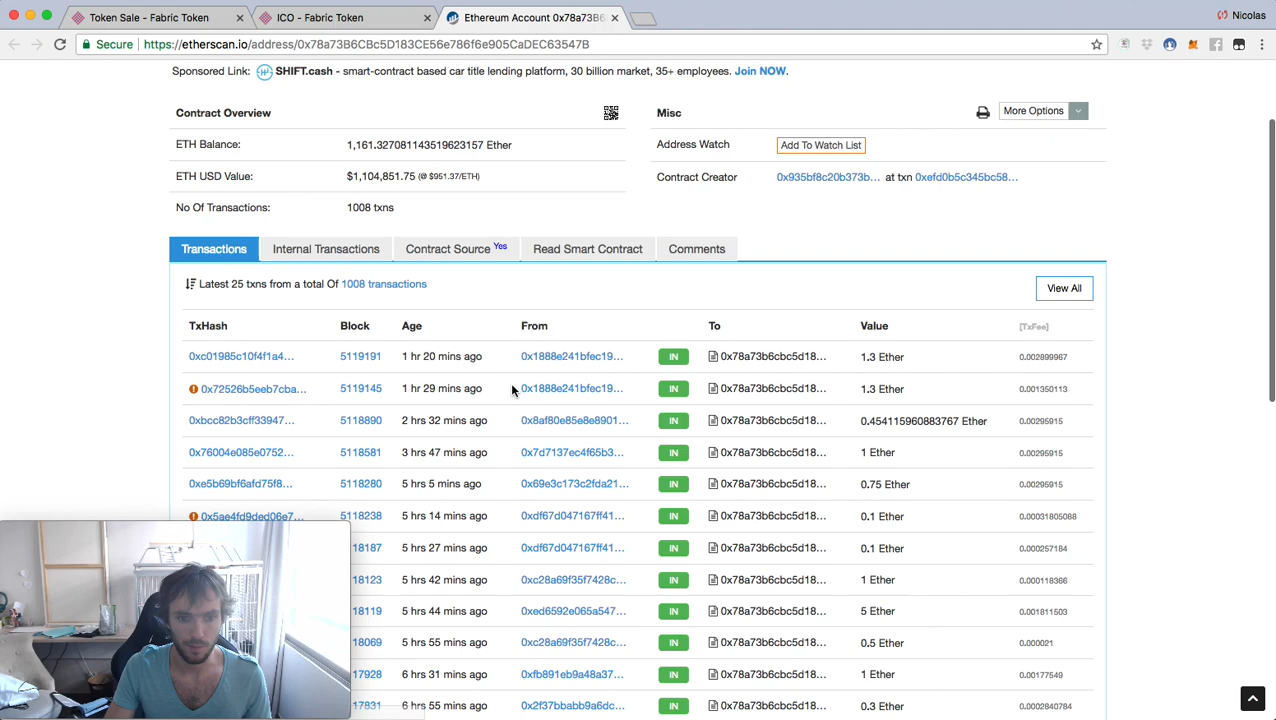 Token Sale - Fabric Token
ICO - Fabric Token
Ethereum Account 0x78a73B6
Nicolas
Secure https://etherscan.io/address/0x78a73B6CBc5D183CE56e786f6e905CaDEC63547B
Sponsored Link: SHIFT.cash - smart-contract based car title lending platform, 30 billion market, 35+ employees. Join NOW.
Contract Overview
Misc
More Options
ETH Balance: 1,161.327081143519623157 Ether
Address Watch Add To Watch List
ETH USD Value: $1,104,851.75 (@ $951.37/ETH)
Contract Creator 0x935bf8c20b373b... at txn 0xefd0b5c345bc58...
No Of Transactions: 1008 txns
Transactions Internal Transactions Contract Source Yes Read Smart Contract Comments
Latest 25 txns from a total Of 1008 transactions
View All
TxHash Block Age From To Value [TxFee]
0xc01985c10f4f1a4... 5119191 1 hr 20 mins ago 0x1888e241bfec19... IN 0x78a73b6cbc5d18... 1.3 Ether 0.002899967
0x72526b5eeb7cba... 5119145 1 hr 29 mins ago 0x1888e241bfec19... IN 0x78a73b6cbc5d18... 1.3 Ether 0.001350113
0xbcc82b3cff33947... 5118890 2 hrs 32 mins ago 0x8af80e85e8e8901... IN 0x78a73b6cbc5d18... 0.454115960883767 Ether 0.00295915
0x76004e085e0752... 5118581 3 hrs 47 mins ago 0x7d7137ec4f65b3... IN 0x78a73b6cbc5d18... 1 Ether 0.00295915
0xe5b69bf6afd75f8... 5118280 5 hrs 5 mins ago 0x69e3c173c2fda21... IN 0x78a73b6cbc5d18... 0.75 Ether 0.00295915
0x5ae4fd9ded06e7... 5118238 5 hrs 14 mins ago 0xdf67d047167ff41... IN 0x78a73b6cbc5d18... 0.1 Ether 0.00031805088
18187 5 hrs 27 mins ago 0xdf67d047167ff41... IN 0x78a73b6cbc5d18... 0.1 Ether 0.000257184
18123 5 hrs 42 mins ago 0xc28a69f35f7428c... IN 0x78a73b6cbc5d18... 1 Ether 0.000118366
18119 5 hrs 44 mins ago 0xed6592e065a547... IN 0x78a73b6cbc5d18... 5 Ether 0.001811503
18069 5 hrs 55 mins ago 0xc28a69f35f7428c... IN 0x78a73b6cbc5d18... 0.5 Ether 0.000021
17928 6 hrs 31 mins ago 0xfb891eb9a48a37... IN 0x78a73b6cbc5d18... 1 Ether 0.00177549
17831 6 hrs 55 mins ago 0x2f37bbabb9a6dc... IN 0x78a73b6cbc5d18... 0.3 Ether 0.0002840784